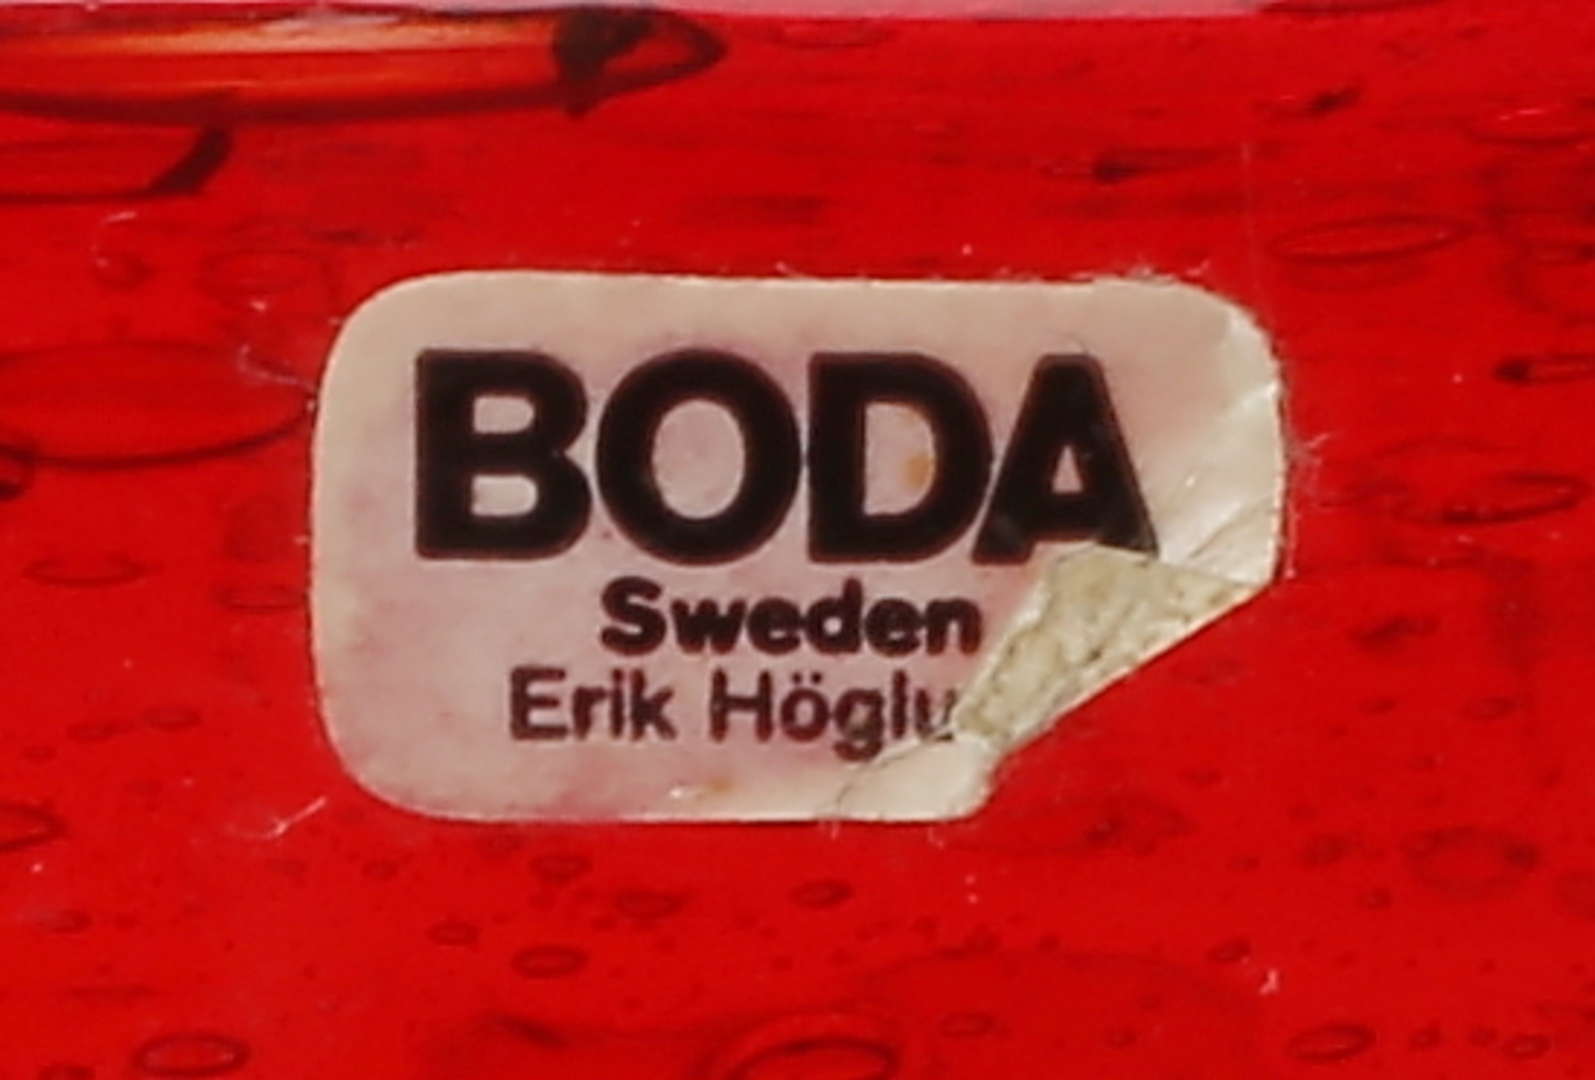 BODA
Sweden
Erik Höglu